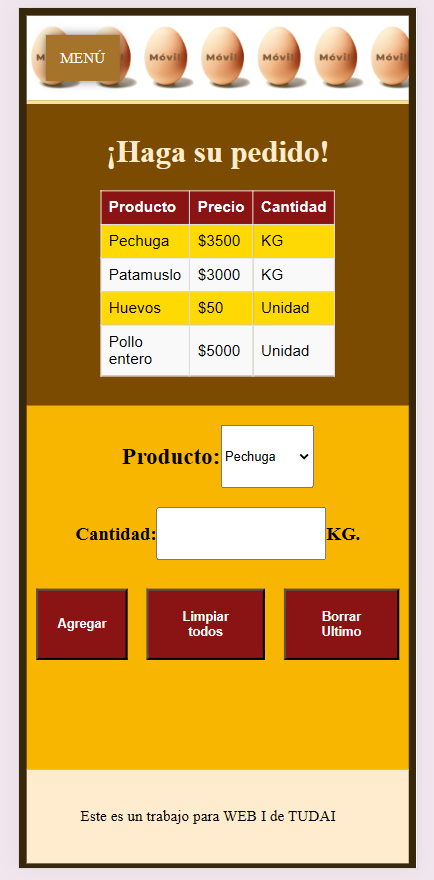 MENÚ
Móvil Móvil Móvil Móvil Móvil
¡Haga su pedido!
Producto Precio Cantidad
Pechuga $3500 KG
Patamuslo $3000 KG
Huevos $50 Unidad
Pollo
entero $5000 Unidad
Producto: Pechuga
Cantidad: KG.
Agregar
Limpiar
todos
Borrar
Ultimo
Este es un trabajo para WEB I de TUDAI